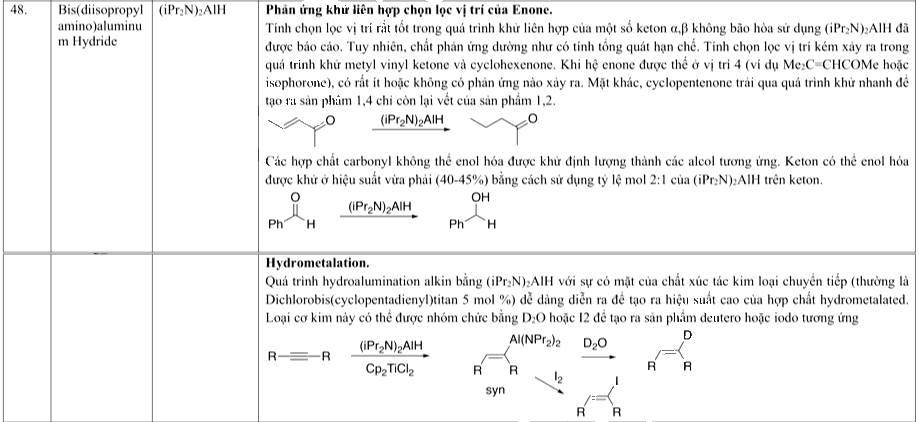 48.
Bis(diisopropyl
amino)aluminu
m Hydride
(iPr₂N)₂AlH
Phản ứng khử liên hợp chọn lọc vị trí của Enone.
Tính chọn lọc vị trí rất tốt trong quá trình khử liên hợp của một số keton α,β không bão hòa sử dụng (iPr₂N)₂AlH đã
được báo cáo. Tuy nhiên, chất phản ứng dường như có tính tổng quát hạn chế. Tính chọn lọc vị trí kém xảy ra trong
quá trình khử metyl vinyl ketone và cyclohexenone. Khi hệ enone được thế ở vị trí 4 (ví dụ Me₂C=CHCOMe hoặc
isophorone), có rất ít hoặc không có phản ứng nào xảy ra. Mặt khác, cyclopentenone trải qua quá trình khử nhanh để
tạo ra sản phẩm 1,4 chỉ còn lại vết của sản phẩm 1,2.
O (iPr₂N)₂AlH O
Các hợp chất carbonyl không thể enol hóa được khử định lượng thành các alcol tương ứng. Keton có thể enol hóa
được khử ở hiệu suất vừa phải (40-45%) bằng cách sử dụng tỷ lệ mol 2:1 của (iPr₂N)₂AlH trên keton.
O OH
(iPr₂N)₂AlH
Ph H Ph H
Hydrometalation.
Quá trình hydroalumination alkin bằng (iPr₂N)₂AlH với sự có mặt của chất xúc tác kim loại chuyển tiếp (thường là
Dichlorobis(cyclopentadienyl)titan 5 mol %) dễ dàng diễn ra để tạo ra hiệu suất cao của hợp chất hydrometalated.
Loại cơ kim này có thể được nhóm chức bằng D₂O hoặc I2 để tạo ra sản phẩm deutero hoặc iodo tương ứng
R R (iPr₂N)₂AlH Al(NPr₂)₂ D₂O D
Cp₂TiCl₂ R R R R
syn I₂ I
R R